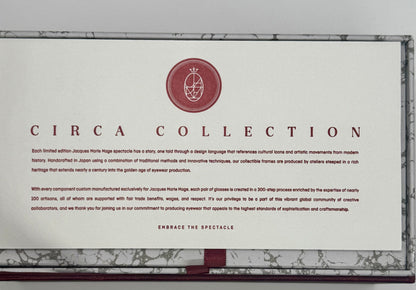 CIRCA COLLECTION
Each limited edition Jacques Marie Mage spectacle has a story, one told through a design language that references cultural icons and artistic movements from modern
history. Handcrafted in Japan using a combination of traditional methods and innovative techniques, our collectible frames are produced by ateliers steeped in a rich
heritage that extends nearly a century into the golden age of eyewear production.
With every component custom manufactured exclusively for Jacques Marie Mage, each pair of glasses is created in a 300-step process enriched by the expertise of nearly
200 artisans, all of whom are supported with fair trade benefits, wages, and respect. It's our privilege to be a part of this vibrant global community of creative
collaborators, and we thank you for joining us in our commitment to producing eyewear that appeals to the highest standards of sophistication and craftsmanship.
EMBRACE THE SPECTACLE